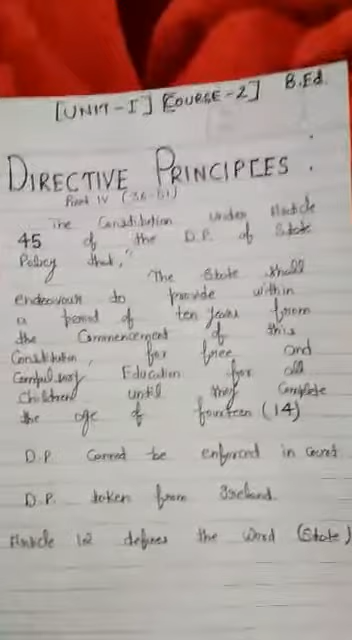 [UNIT-I] [COURSE-2] B.Ed.
DIRECTIVE PRINCIPLES.
Part IV (36-51)
The Constitution under Article
45 of the D.P. of State
Policy that,"
The State shall
endeavour to provide within
a period of ten years from
the Commencement of this
Constitution, for free and
Compulsory Education for all
Children until they Complete
the age of fourteen (14)
D.P. Cannot be enforced in court
D.P. taken from Ireland.
Article 12 defines the word (State)